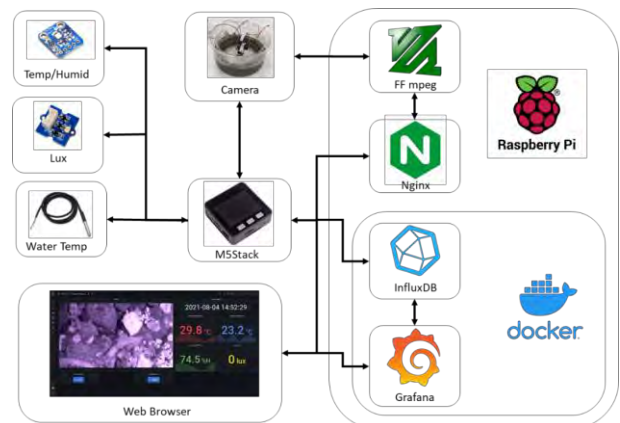 Temp/Humid
Camera
FF mpeg
Raspberry Pi
Lux
Nginx
Water Temp
M5Stack
InfluxDB
docker
2021-08-04 14:52:29
29.8 °C
23.2 °C
74.5 %H
0 lux
Grafana
Web Browser